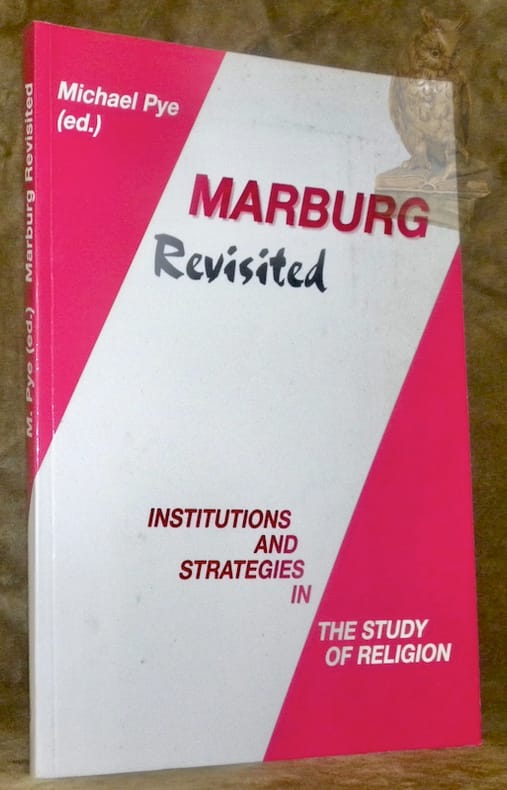 Michael Pye
(ed.)
MARBURG
Revisited
INSTITUTIONS
AND
STRATEGIES
IN
THE STUDY
OF RELIGION
M. Pye (ed.) Marburg Revisited